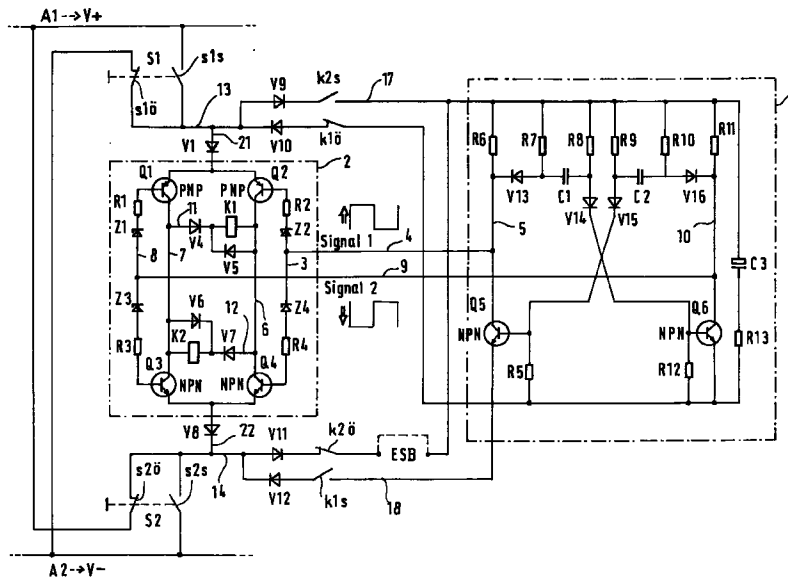 A1→V+
S1
s1s
s1ö
13
V9
k2s
17
V10
k1ö
21
V1
2
R6
R7
R8
R9
R10
R11
V13
C1
C2
V16
V14
V15
Q1
Q2
PNP
PNP
R1
R2
11
K1
Z1
Z2
V4
V5
8
7
3
Signal 1
4
5
10
9
Signal 2
C3
Z3
Z4
V6
12
6
K2
V7
R3
R4
Q3
Q4
NPN
NPN
Q5
NPN
Q6
NPN
R5
R12
R13
V8
22
V11
k2ö
ESB
14
V12
k1s
18
s2ö
s2s
S2
A2→V-